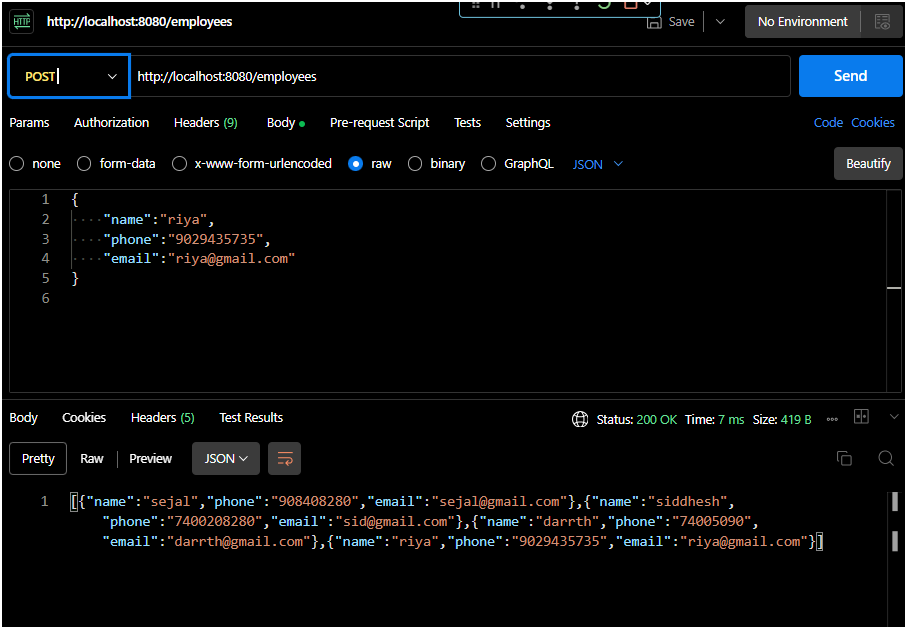 HTTP http://localhost:8080/employees Save No Environment
POST http://localhost:8080/employees Send
Params Authorization Headers (9) Body Pre-request Script Tests Settings Code Cookies
none form-data x-www-form-urlencoded raw binary GraphQL JSON Beautify
1 {
2 ····"name":"riya",
3 ····"phone":"9029435735",
4 ····"email":"riya@gmail.com"
5 }
6
Body Cookies Headers (5) Test Results Status: 200 OK Time: 7 ms Size: 419 B
Pretty Raw Preview JSON
1 [{"name":"sejal","phone":"908408280","email":"sejal@gmail.com"},{"name":"siddhesh",
"phone":"7400208280","email":"sid@gmail.com"},{"name":"darrth","phone":"74005090",
"email":"darrth@gmail.com"},{"name":"riya","phone":"9029435735","email":"riya@gmail.com"}]